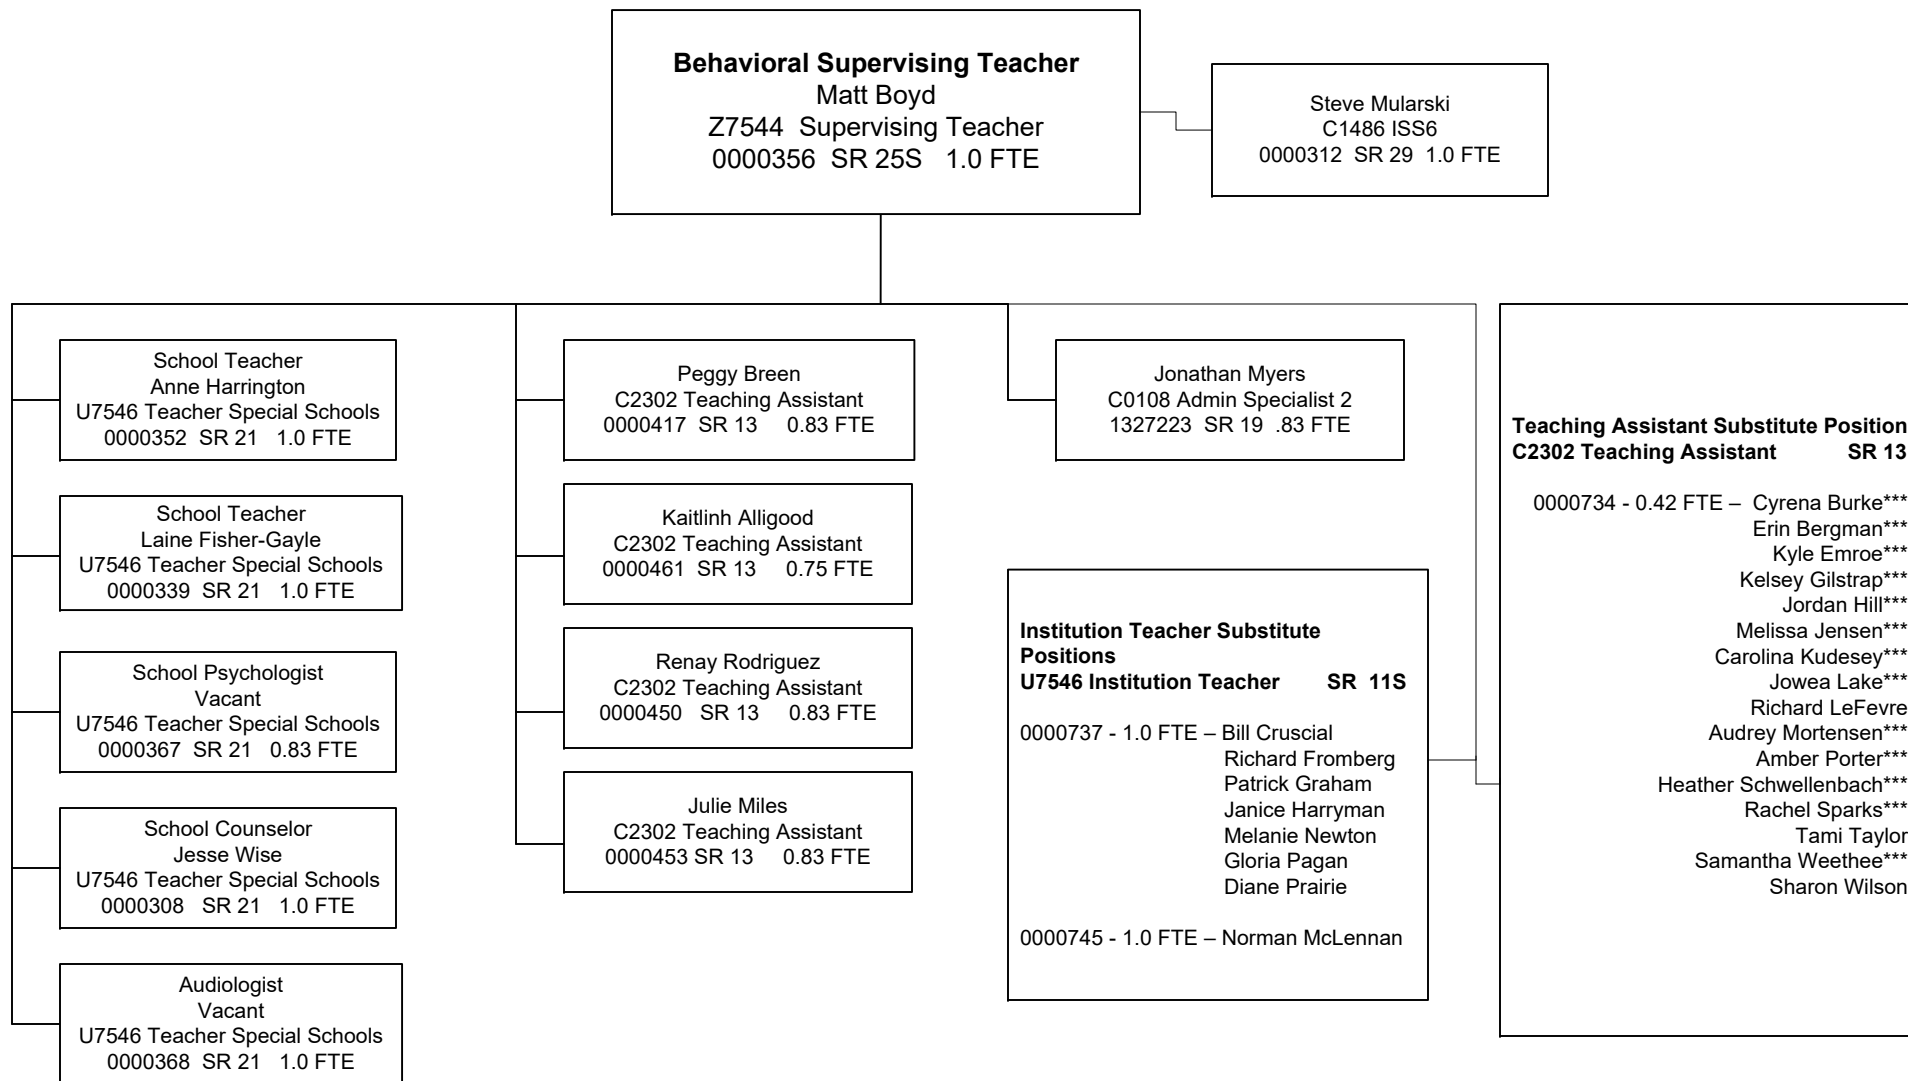 Behavioral Supervising Teacher
Matt Boyd
Z7544 Supervising Teacher
0000356 SR 25S 1.0 FTE
Steve Mularski
C1486 ISS6
0000312 SR 29 1.0 FTE
School Teacher
Anne Harrington
U7546 Teacher Special Schools
0000352 SR 21 1.0 FTE
School Teacher
Laine Fisher-Gayle
U7546 Teacher Special Schools
0000339 SR 21 1.0 FTE
School Psychologist
Vacant
U7546 Teacher Special Schools
0000367 SR 21 0.83 FTE
School Counselor
Jesse Wise
U7546 Teacher Special Schools
0000308 SR 21 1.0 FTE
Audiologist
Vacant
U7546 Teacher Special Schools
0000368 SR 21 1.0 FTE
Peggy Breen
C2302 Teaching Assistant
0000417 SR 13 0.83 FTE
Kaitlinh Alligood
C2302 Teaching Assistant
0000461 SR 13 0.75 FTE
Renay Rodriguez
C2302 Teaching Assistant
0000450 SR 13 0.83 FTE
Julie Miles
C2302 Teaching Assistant
0000453 SR 13 0.83 FTE
Jonathan Myers
C0108 Admin Specialist 2
1327223 SR 19 .83 FTE
Institution Teacher Substitute
Positions
U7546 Institution Teacher SR 11S
0000737 - 1.0 FTE – Bill Cruscial
Richard Fromberg
Patrick Graham
Janice Harryman
Melanie Newton
Gloria Pagan
Diane Prairie
0000745 - 1.0 FTE – Norman McLennan
Teaching Assistant Substitute Position
C2302 Teaching Assistant SR 13
0000734 - 0.42 FTE – Cyrena Burke***
Erin Bergman***
Kyle Emroe***
Kelsey Gilstrap***
Jordan Hill***
Melissa Jensen***
Carolina Kudesey***
Jowea Lake***
Richard LeFevre
Audrey Mortensen***
Amber Porter***
Heather Schwellenbach***
Rachel Sparks***
Tami Taylor
Samantha Weethee***
Sharon Wilson